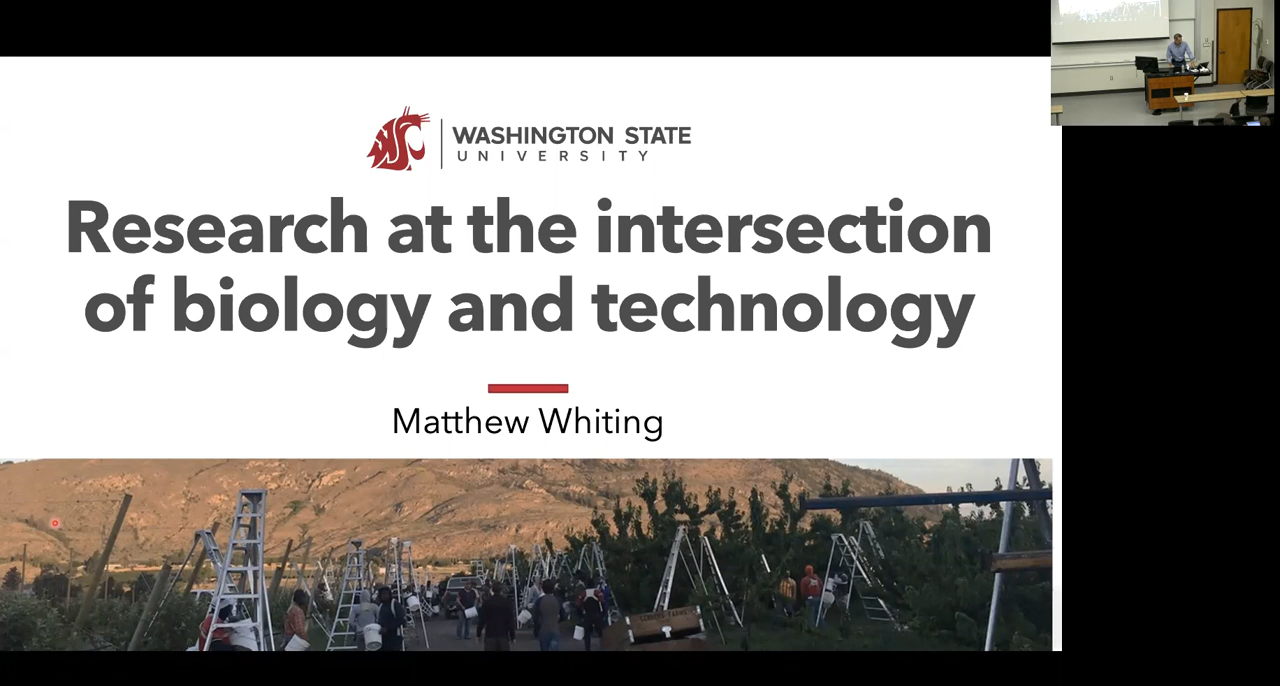 WASHINGTON STATE
UNIVERSITY
Research at the intersection
of biology and technology
Matthew Whiting